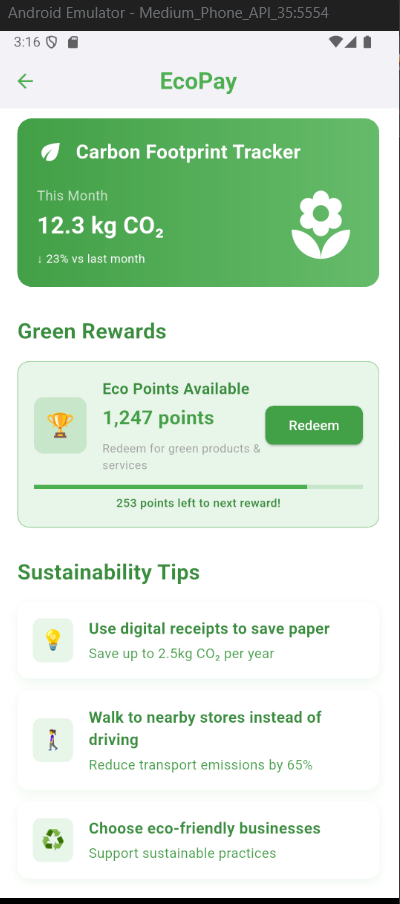 Android Emulator - Medium_Phone_API_35:5554
3:16
EcoPay
Carbon Footprint Tracker
This Month
12.3 kg CO₂
↓ 23% vs last month
Green Rewards
Eco Points Available
1,247 points
Redeem for green products &
services
Redeem
253 points left to next reward!
Sustainability Tips
Use digital receipts to save paper
Save up to 2.5kg CO₂ per year
Walk to nearby stores instead of
driving
Reduce transport emissions by 65%
Choose eco-friendly businesses
Support sustainable practices